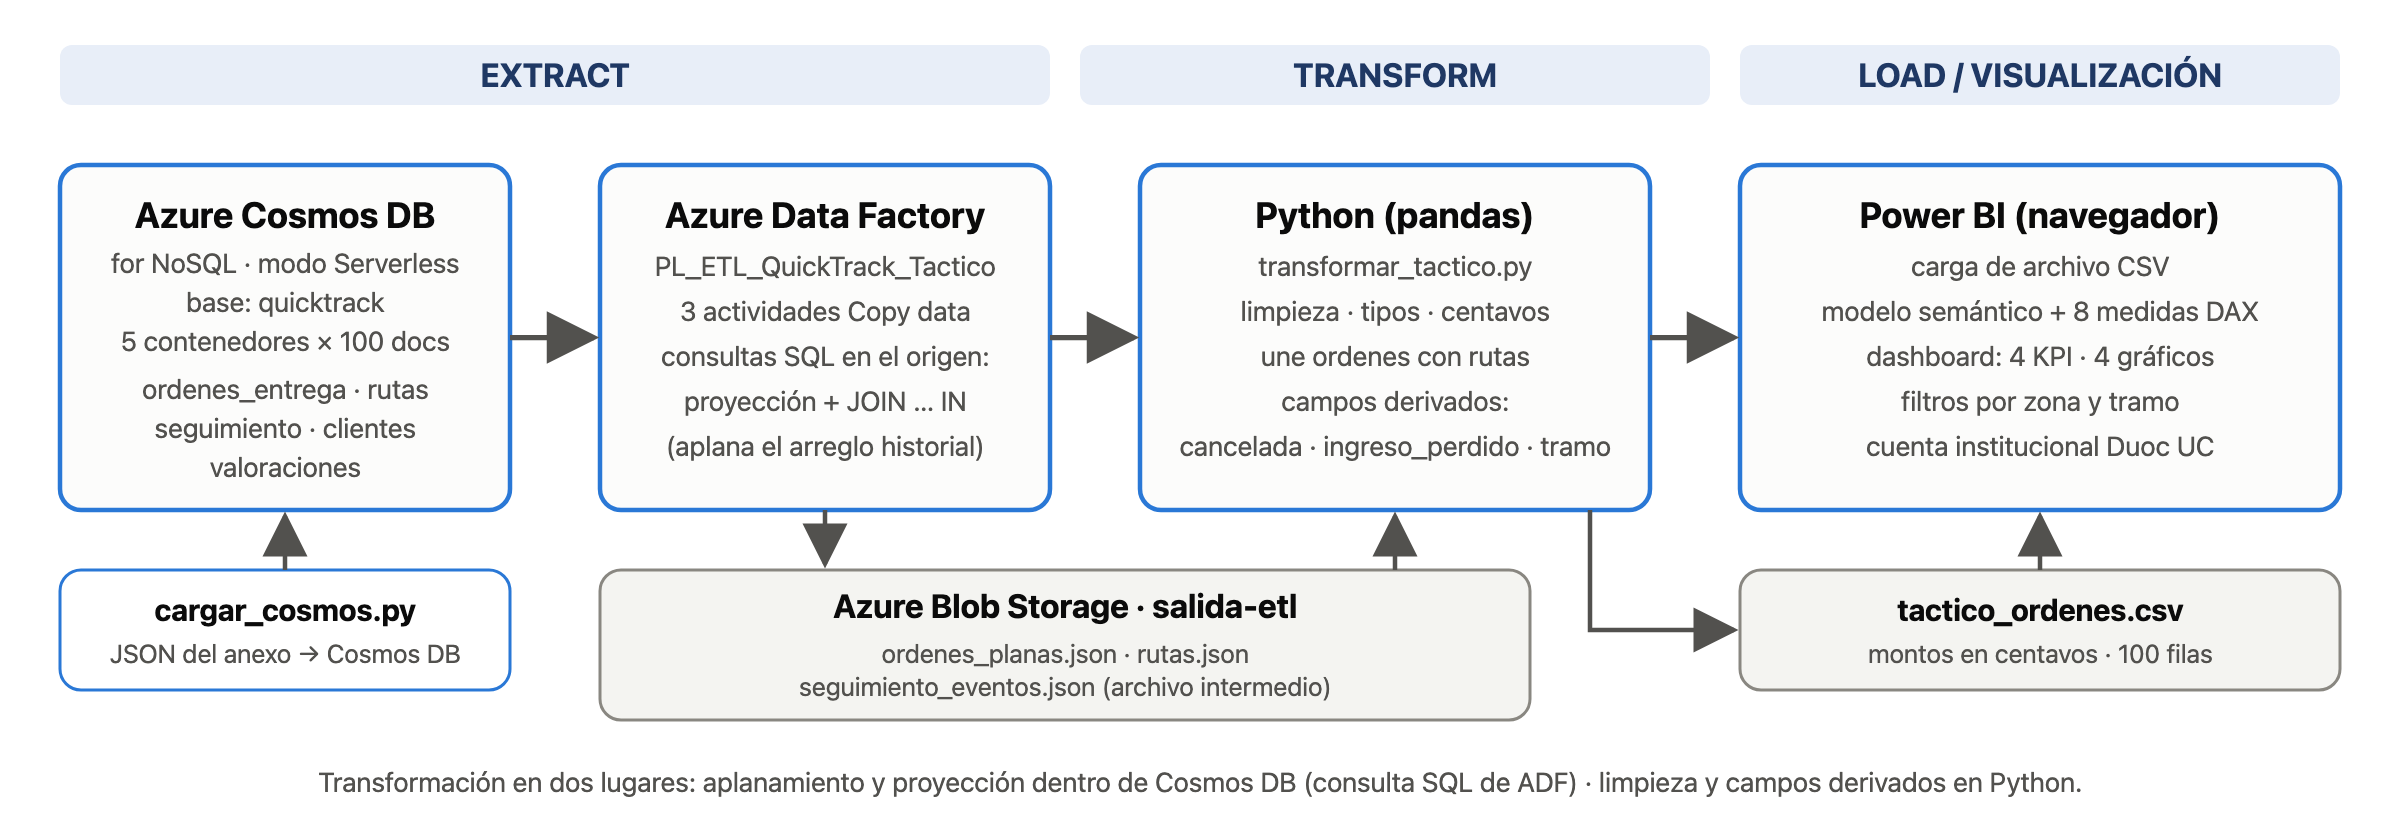 EXTRACT
TRANSFORM
LOAD / VISUALIZACIÓN
Azure Cosmos DB
for NoSQL · modo Serverless
base: quicktrack
5 contenedores × 100 docs
ordenes_entrega · rutas
seguimiento · clientes
valoraciones
Azure Data Factory
PL_ETL_QuickTrack_Tactico
3 actividades Copy data
consultas SQL en el origen:
proyección + JOIN ... IN
(aplana el arreglo historial)
Python (pandas)
transformar_tactico.py
limpieza · tipos · centavos
une ordenes con rutas
campos derivados:
cancelada · ingreso_perdido · tramo
Power BI (navegador)
carga de archivo CSV
modelo semántico + 8 medidas DAX
dashboard: 4 KPI · 4 gráficos
filtros por zona y tramo
cuenta institucional Duoc UC
cargar_cosmos.py
JSON del anexo → Cosmos DB
Azure Blob Storage · salida-etl
ordenes_planas.json · rutas.json
seguimiento_eventos.json (archivo intermedio)
tactico_ordenes.csv
montos en centavos · 100 filas
Transformación en dos lugares: aplanamiento y proyección dentro de Cosmos DB (consulta SQL de ADF) · limpieza y campos derivados en Python.